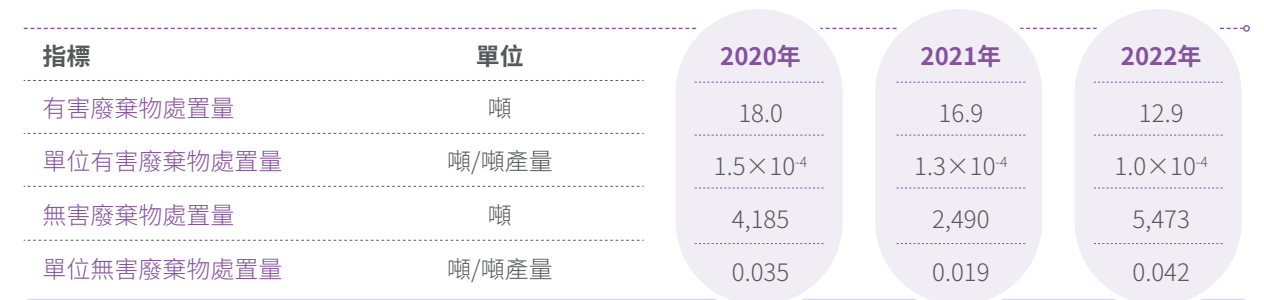 指標 單位 2020年 2021年 2022年
有害廢棄物處置量 噸 18.0 16.9 12.9
單位有害廢棄物處置量 噸/噸產量 1.5×10⁻⁴ 1.3×10⁻⁴ 1.0×10⁻⁴
無害廢棄物處置量 噸 4,185 2,490 5,473
單位無害廢棄物處置量 噸/噸產量 0.035 0.019 0.042